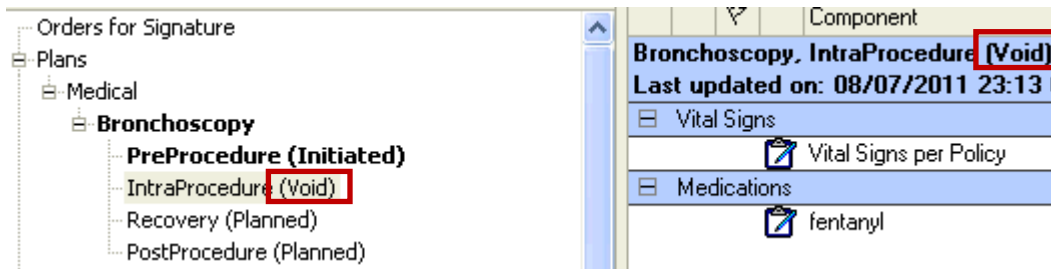 Orders for Signature
Plans
Medical
Bronchoscopy
PreProcedure (Initiated)
IntraProcedure (Void)
Recovery (Planned)
PostProcedure (Planned)
Component
Bronchoscopy, IntraProcedure (Void)
Last updated on: 08/07/2011 23:13
Vital Signs
Vital Signs per Policy
Medications
fentanyl